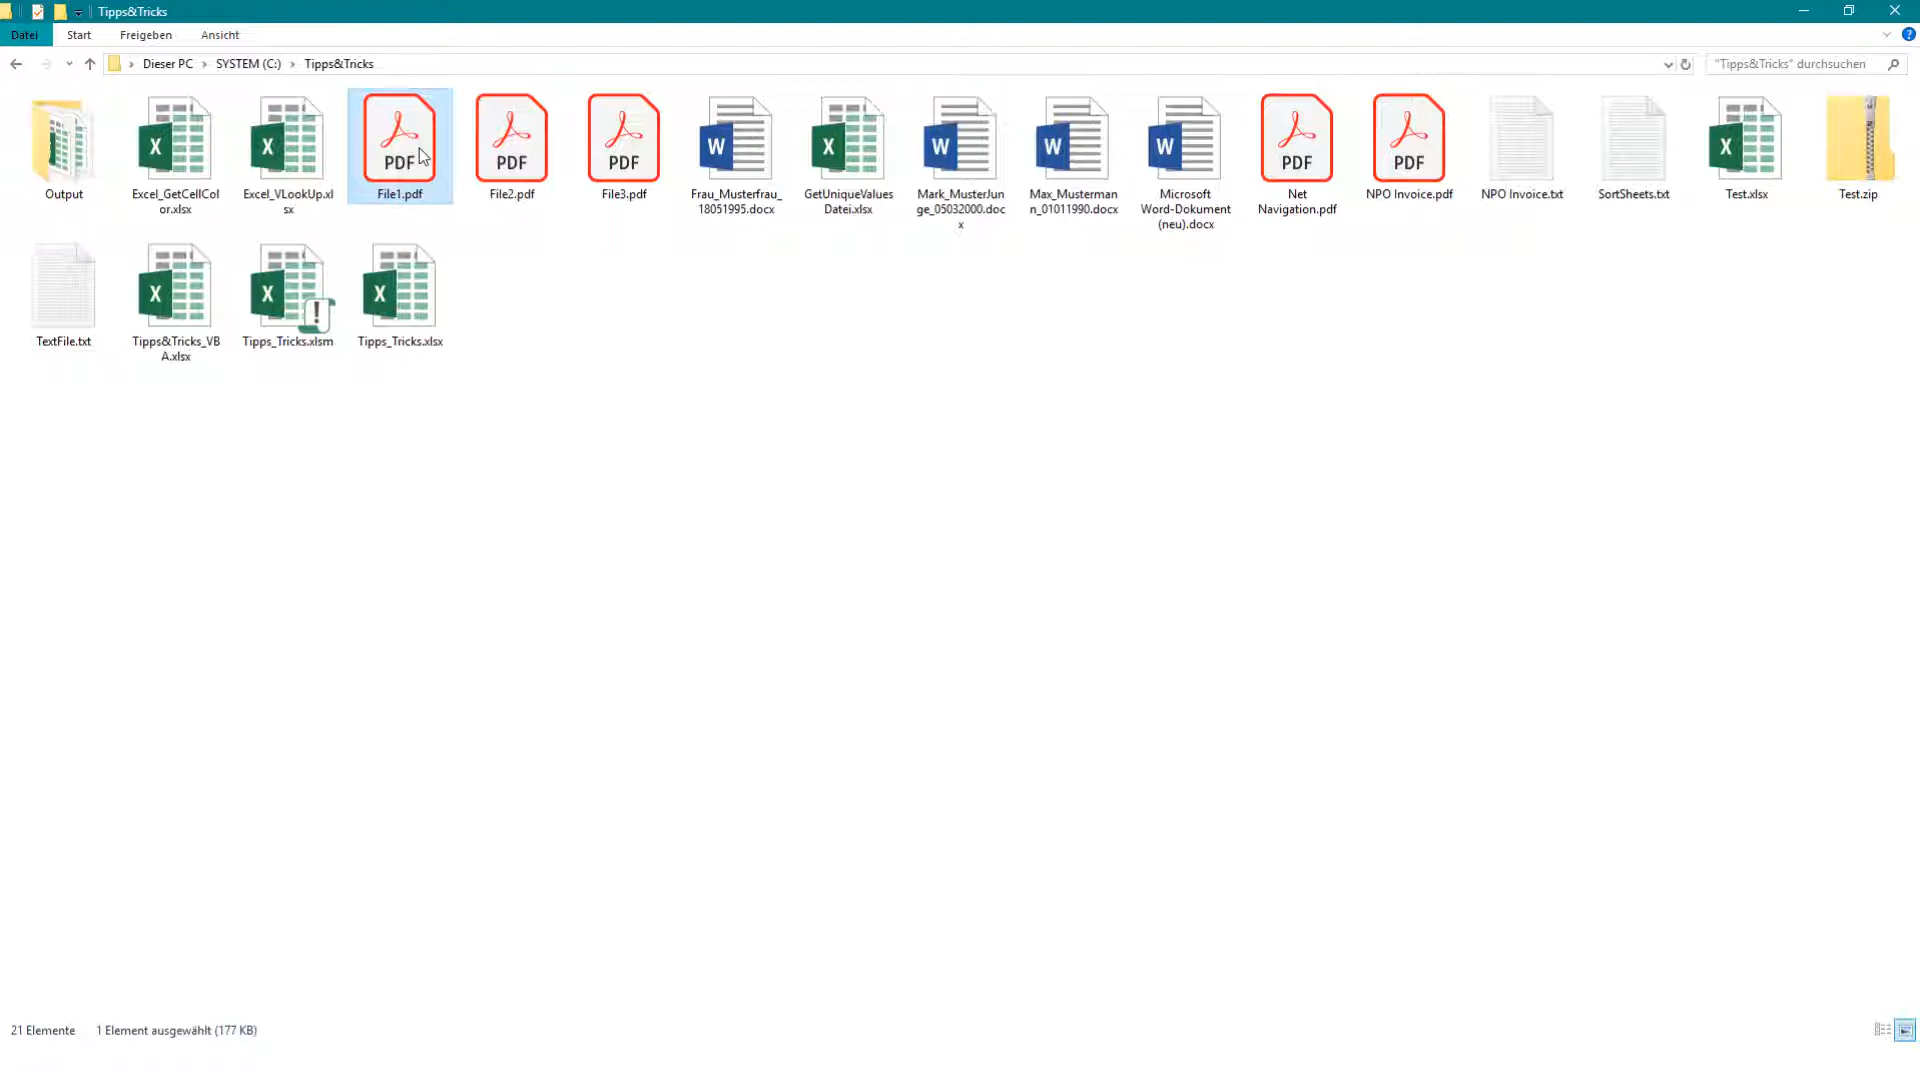 Tipps&Tricks
Datei Start Freigeben Ansicht
Dieser PC SYSTEM (C:) Tipps&Tricks
"Tipps&Tricks" durchsuchen
Output
Excel_GetCellCol
or.xlsx
Excel_VLookUp.xl
sx
PDF
File1.pdf
PDF
File2.pdf
PDF
File3.pdf
Frau_Musterfrau_
18051995.docx
GetUniqueValues
Datei.xlsx
Mark_MusterJun
ge_05032000.doc
x
Max_Musterman
n_01011990.docx
Microsoft
Word-Dokument
(neu).docx
PDF
Net
Navigation.pdf
PDF
NPO Invoice.pdf
NPO Invoice.txt
SortSheets.txt
Test.xlsx
Test.zip
TextFile.txt
Tipps&Tricks_VB
A.xlsx
Tipps_Tricks.xlsm
Tipps_Tricks.xlsx
21 Elemente 1 Element ausgewählt (177 KB)